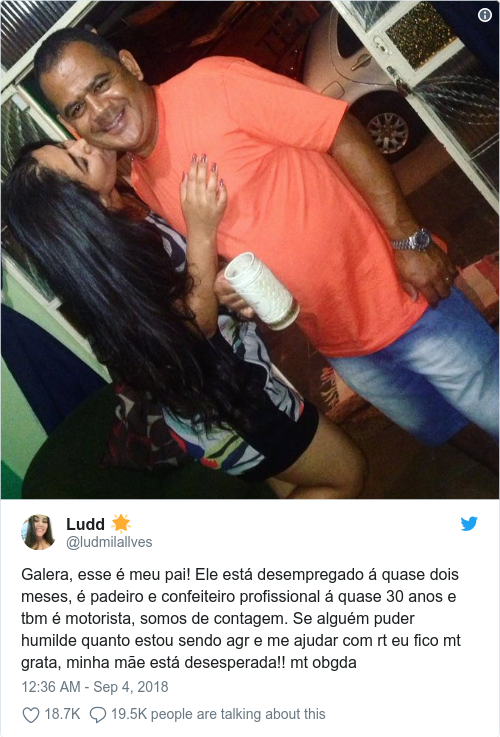 Ludd
@ludmilallves
Galera, esse é meu pai! Ele está desempregado á quase dois
meses, é padeiro e confeiteiro profissional á quase 30 anos e
tbm é motorista, somos de contagem. Se alguém puder
humilde quanto estou sendo agr e me ajudar com rt eu fico mt
grata, minha mãe está desesperada!! mt obgda
12:36 AM - Sep 4, 2018
18.7K 19.5K people are talking about this